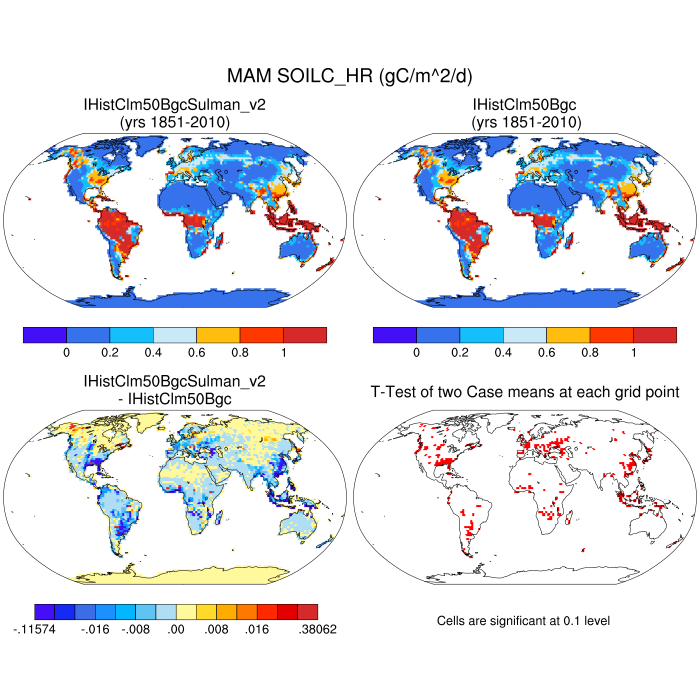 MAM SOILC_HR (gC/m^2/d)
IHistClm50BgcSulman_v2
(yrs 1851-2010)
IHistClm50Bgc
(yrs 1851-2010)
0 0.2 0.4 0.6 0.8 1
0 0.2 0.4 0.6 0.8 1
IHistClm50BgcSulman_v2
- IHistClm50Bgc
T-Test of two Case means at each grid point
-.11574 -.016 -.008 .00 .008 .016 .38062
Cells are significant at 0.1 level